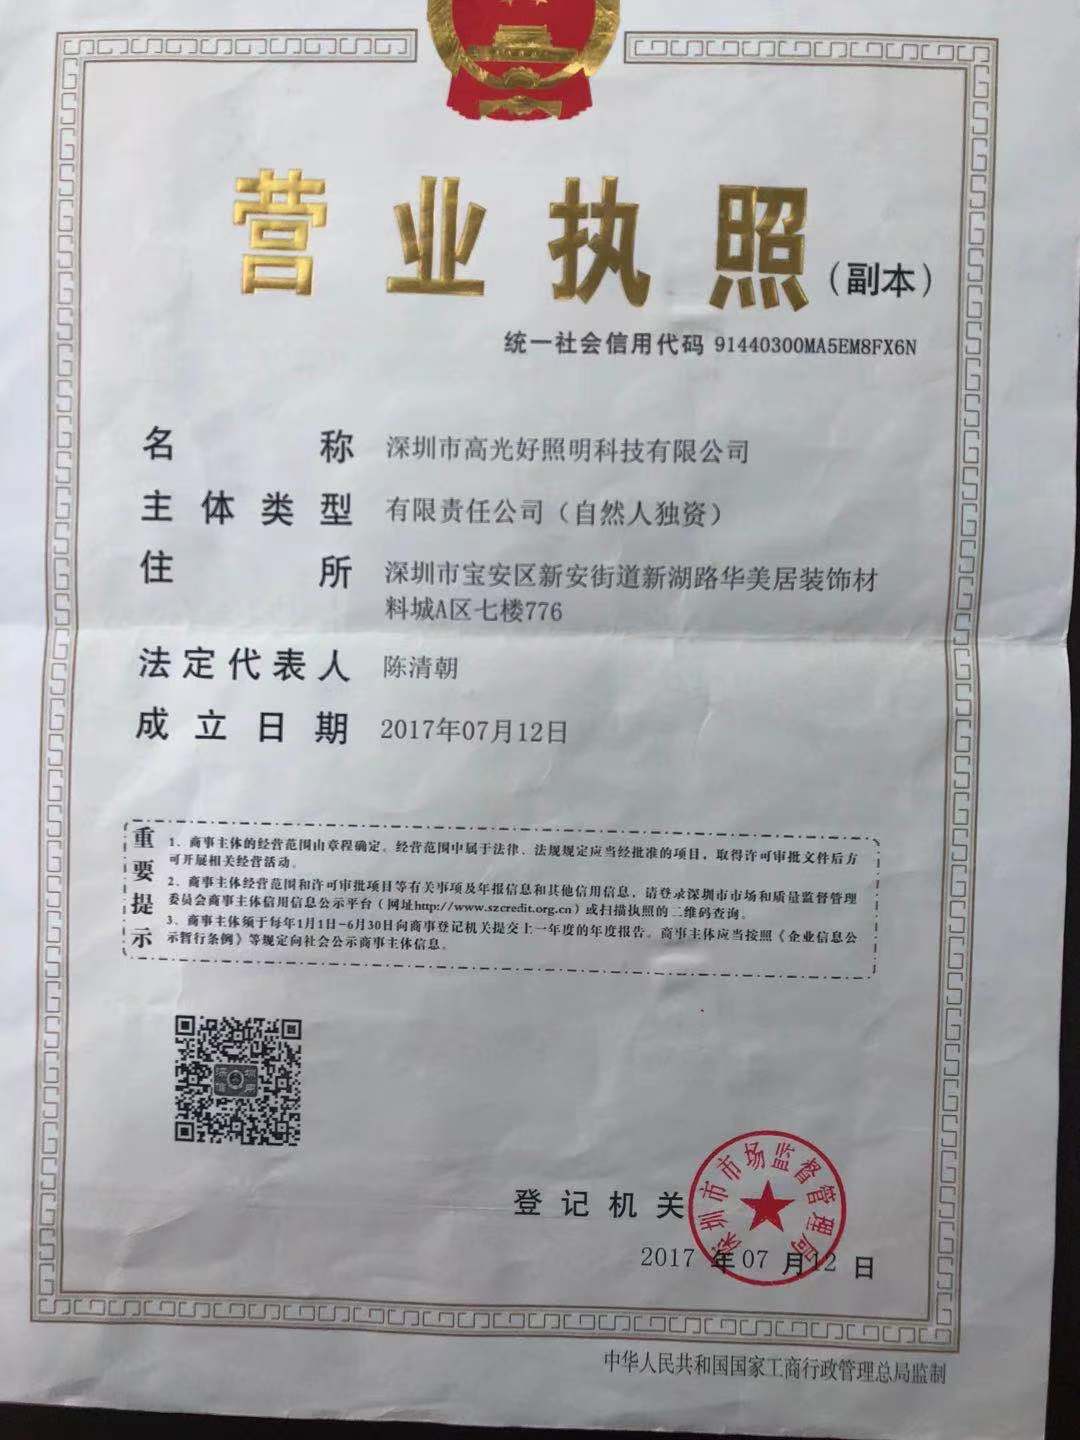 营业执照（副本）
统一社会信用代码 91440300MA5EM8FX6N
名称 深圳市高光好照明科技有限公司
主体类型 有限责任公司（自然人独资）
住所 深圳市宝安区新安街道新湖路华美居装饰材
料城A区七楼776
法定代表人 陈清朝
成立日期 2017年07月12日
重要提示
1、商事主体的经营范围由章程确定。经营范围中属于法律、法规规定应当经批准的项目，取得许可审批文件后方
可开展相关经营活动。
2、商事主体经营范围和许可审批项目等有关事项及年报信息和其他信用信息，请登录深圳市市场和质量监督管理
委员会商事主体信用信息公示平台（网址http://www.szcredit.org.cn）或扫描执照的二维码查询。
3、商事主体须于每年1月1日-6月30日向商事登记机关提交上一年度的年度报告。商事主体应当按照《企业信息公
示暂行条例》等规定向社会公示商事主体信息。
深圳市市场监督管理局
登记机关
2017年07月12日
中华人民共和国国家工商行政管理总局监制